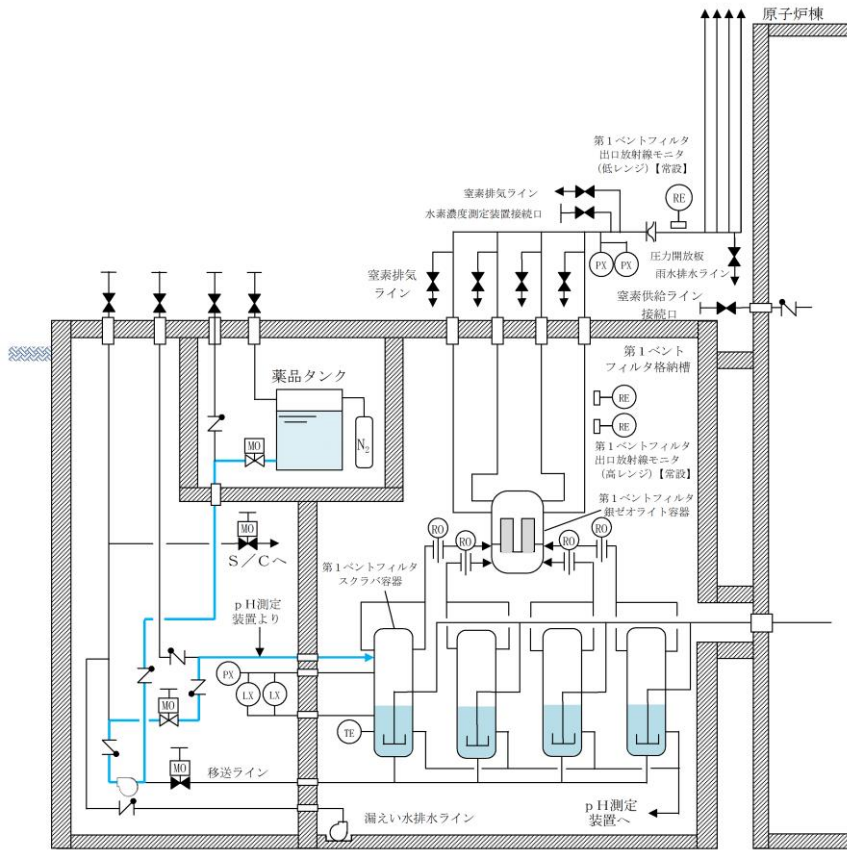 原子炉棟
第1ベントフィルタ
出口放射線モニタ
(低レンジ)【常設】
RE
窒素排気ライン
水素濃度測定装置接続口
PX
PX
圧力開放板
雨水排水ライン
窒素排気
ライン
窒素供給ライン
接続口
第1ベント
フィルタ格納槽
薬品タンク
N₂
MO
RE
RE
第1ベントフィルタ
出口放射線モニタ
(高レンジ)【常設】
第1ベントフィルタ
銀ゼオライト容器
MO
S/Cへ
RO
RO
RO
RO
第1ベントフィルタ
スクラバ容器
pH測定
装置より
PX
LX
LX
MO
TE
MO
移送ライン
漏えい水排水ライン
pH測定
装置へ